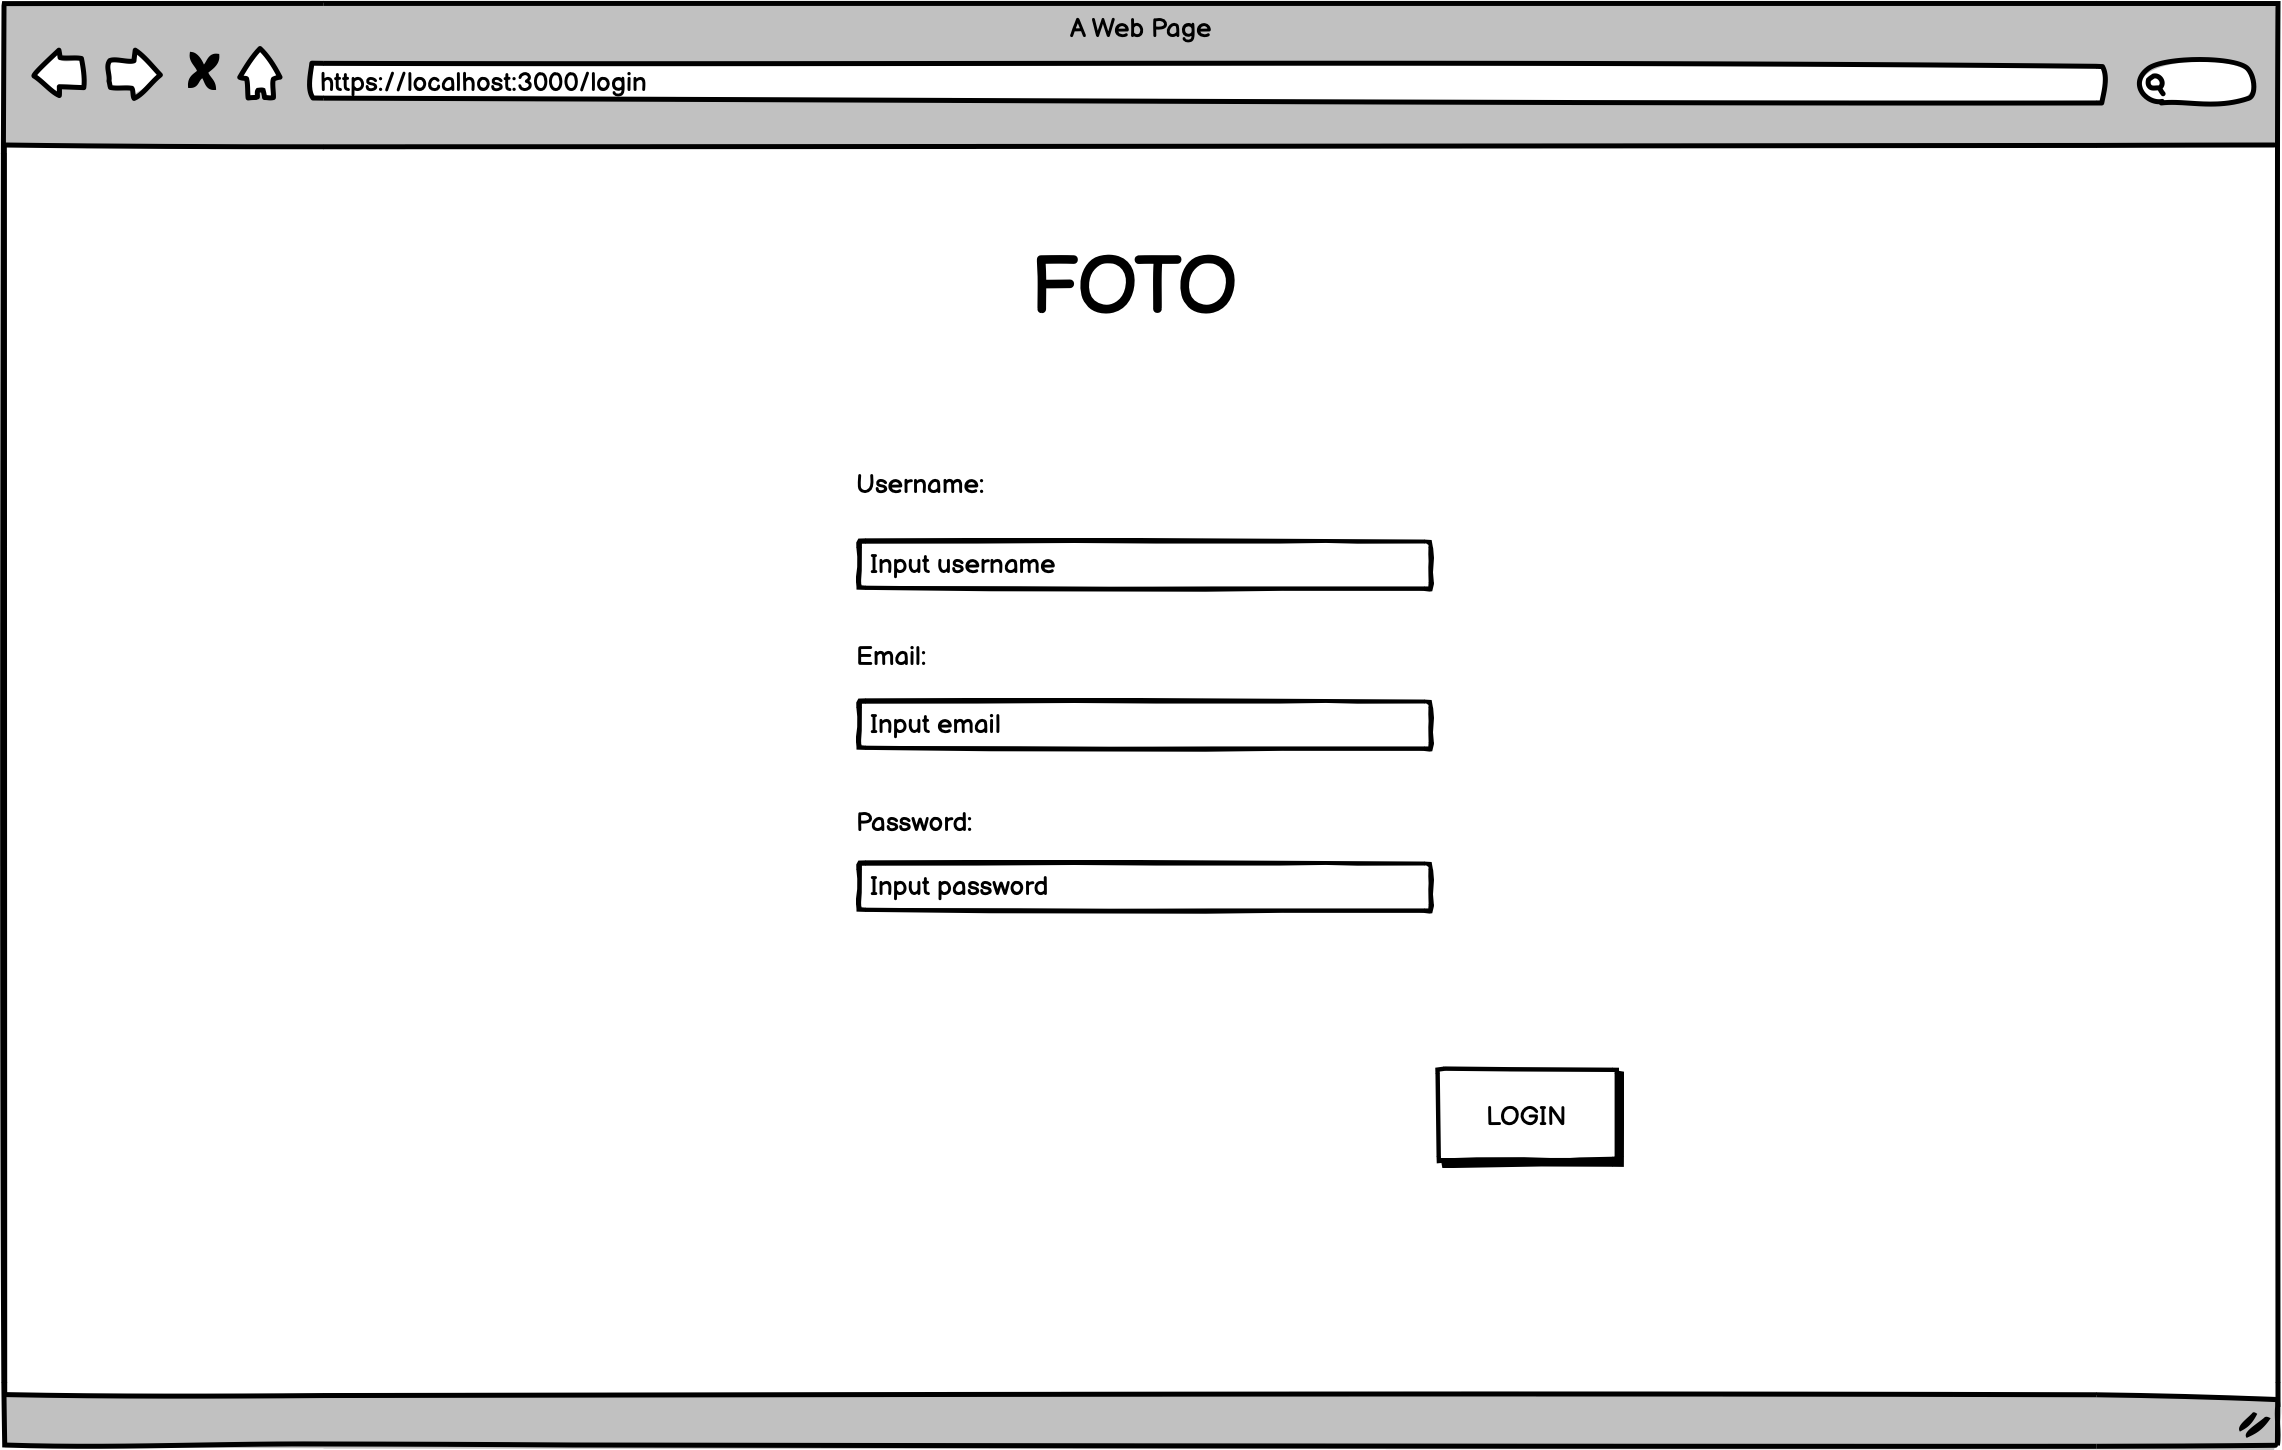 A Web Page
https://localhost:3000/login
FOTO
Username:
Input username
Email:
Input email
Password:
Input password
LOGIN